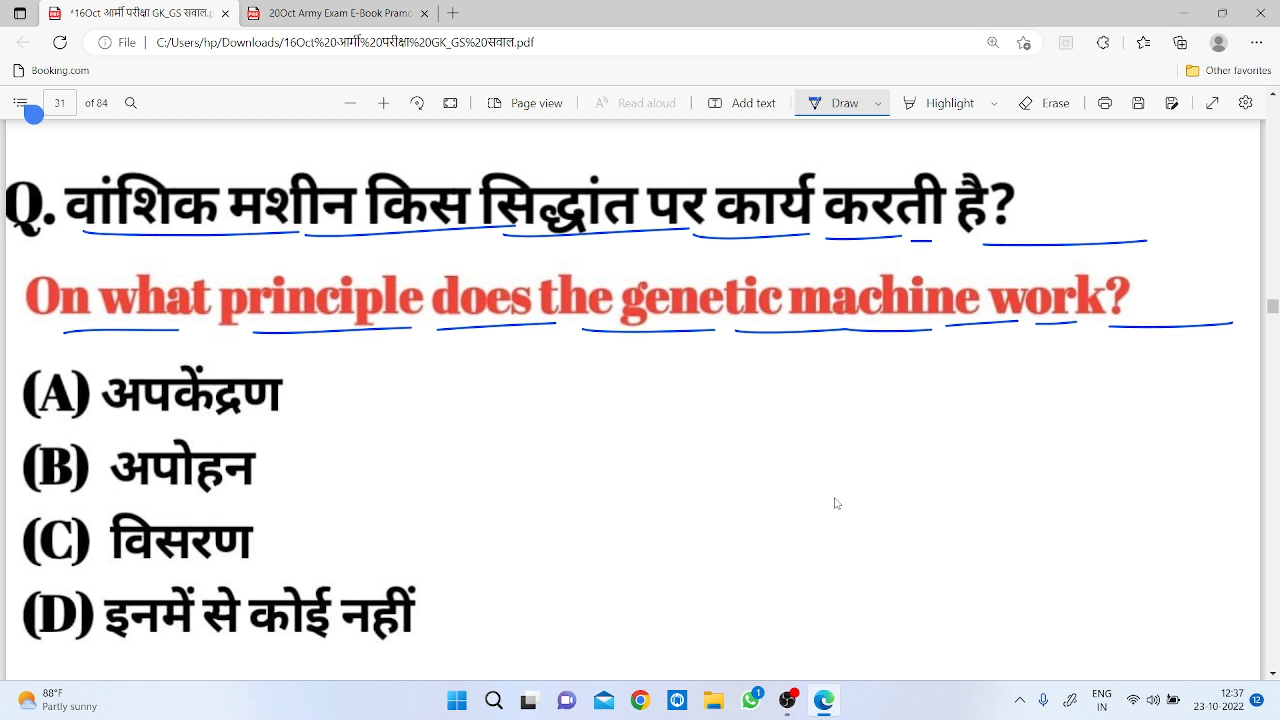 *16Oct आर्मी परीक्षा GK_GS सवाल.p
20Oct Army Exam E-Book Pramo
File
C:/Users/hp/Downloads/16Oct%20आर्मी%20परीक्षा%20GK_GS%20सवाल.pdf
Booking.com
Other favorites
31 of 84
Page view
Read aloud
Add text
Draw
Highlight
Erase
Q. वांशिक मशीन किस सिद्धांत पर कार्य करती है?
On what principle does the genetic machine work?
(A) अपकेंद्रण
(B) अपोहन
(C) विसरण
(D) इनमें से कोई नहीं
88°F
Partly sunny
1
ENG
IN
12:37
23-10-2022
12